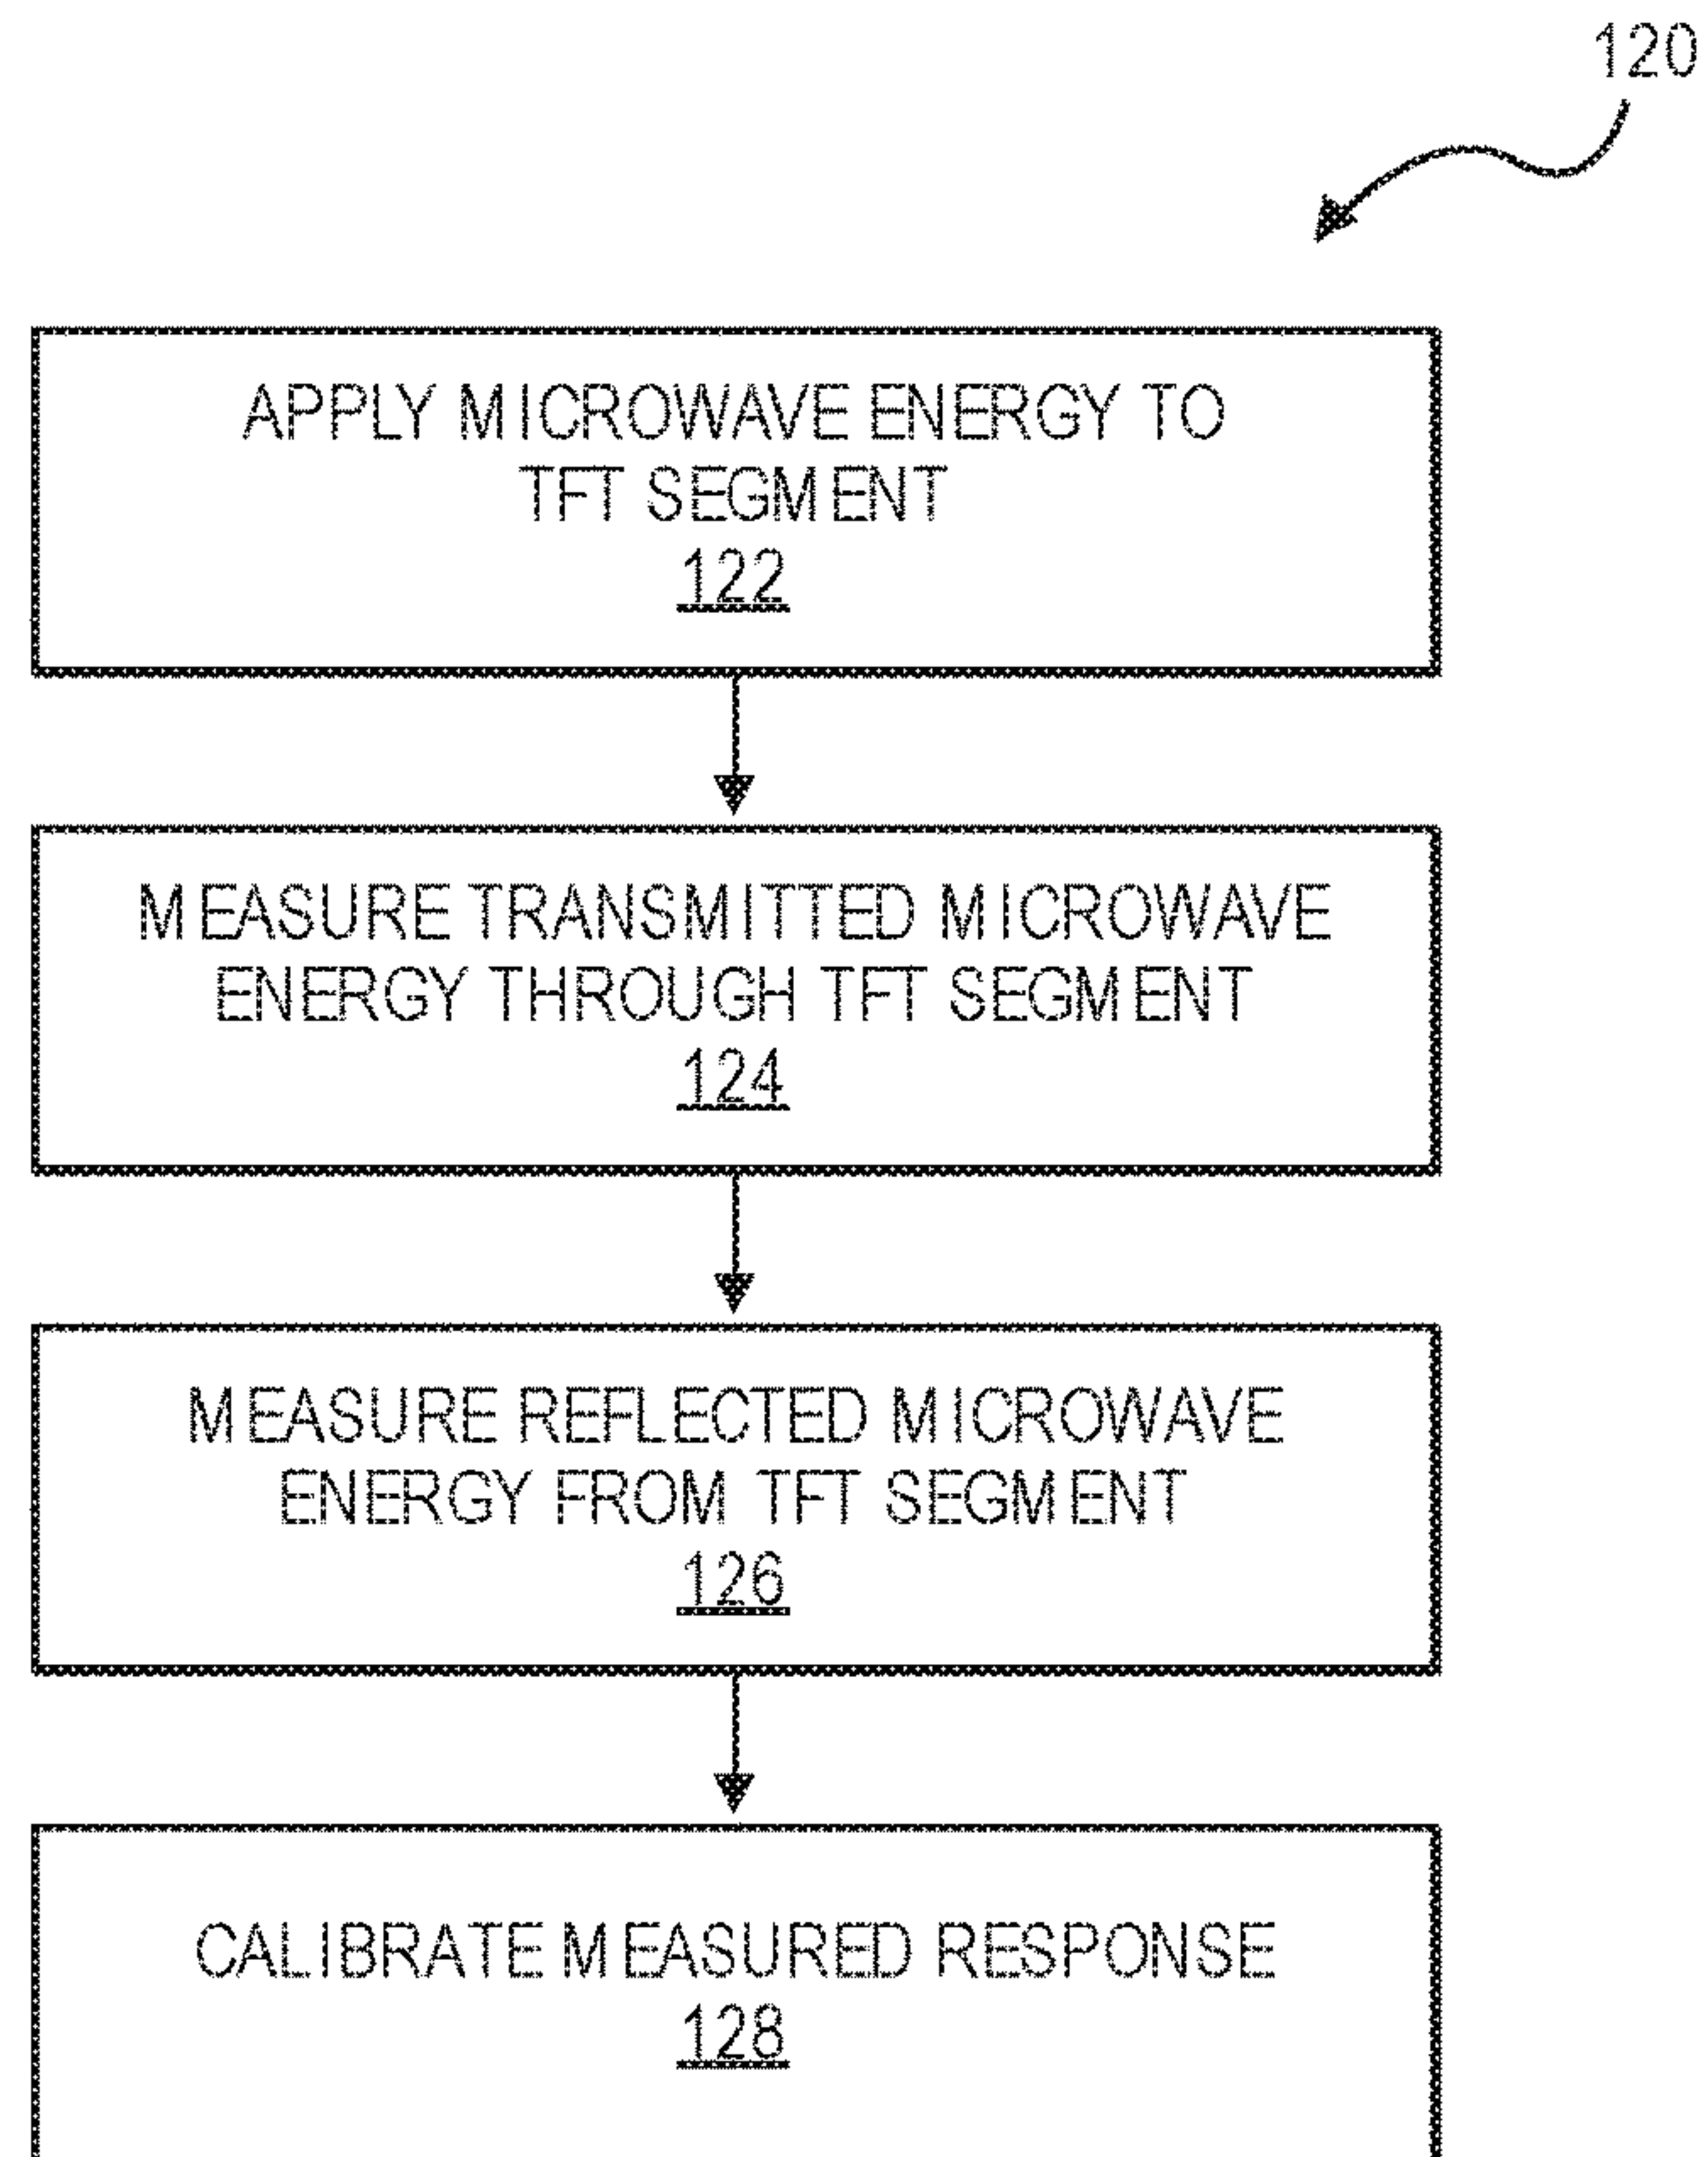 120
APPLY MICROWAVE ENERGY TO
TFT SEGMENT
122
MEASURE TRANSMITTED MICROWAVE
ENERGY THROUGH TFT SEGMENT
124
MEASURE REFLECTED MICROWAVE
ENERGY FROM TFT SEGMENT
126
CALIBRATE MEASURED RESPONSE
128